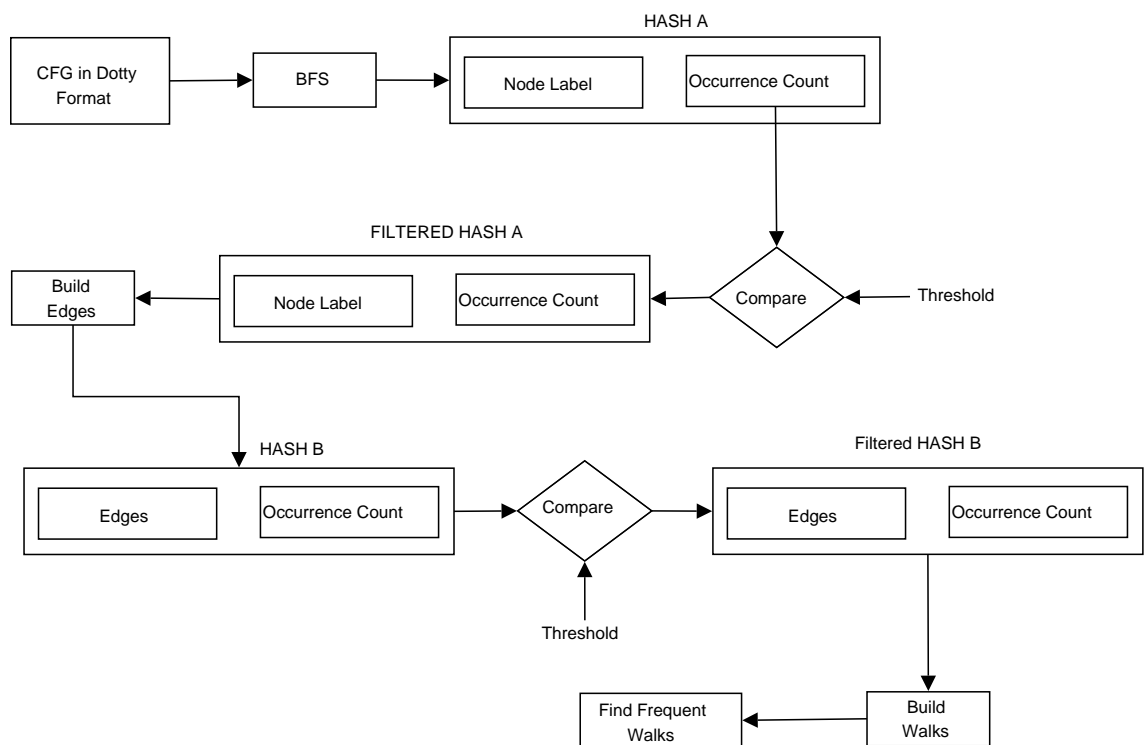 HASH A
CFG in Dotty
Format
BFS
Node Label
Occurrence Count
FILTERED HASH A
Build
Edges
Node Label
Occurrence Count
Compare
Threshold
HASH B
Edges
Occurrence Count
Compare
Threshold
Filtered HASH B
Edges
Occurrence Count
Find Frequent
Walks
Build
Walks